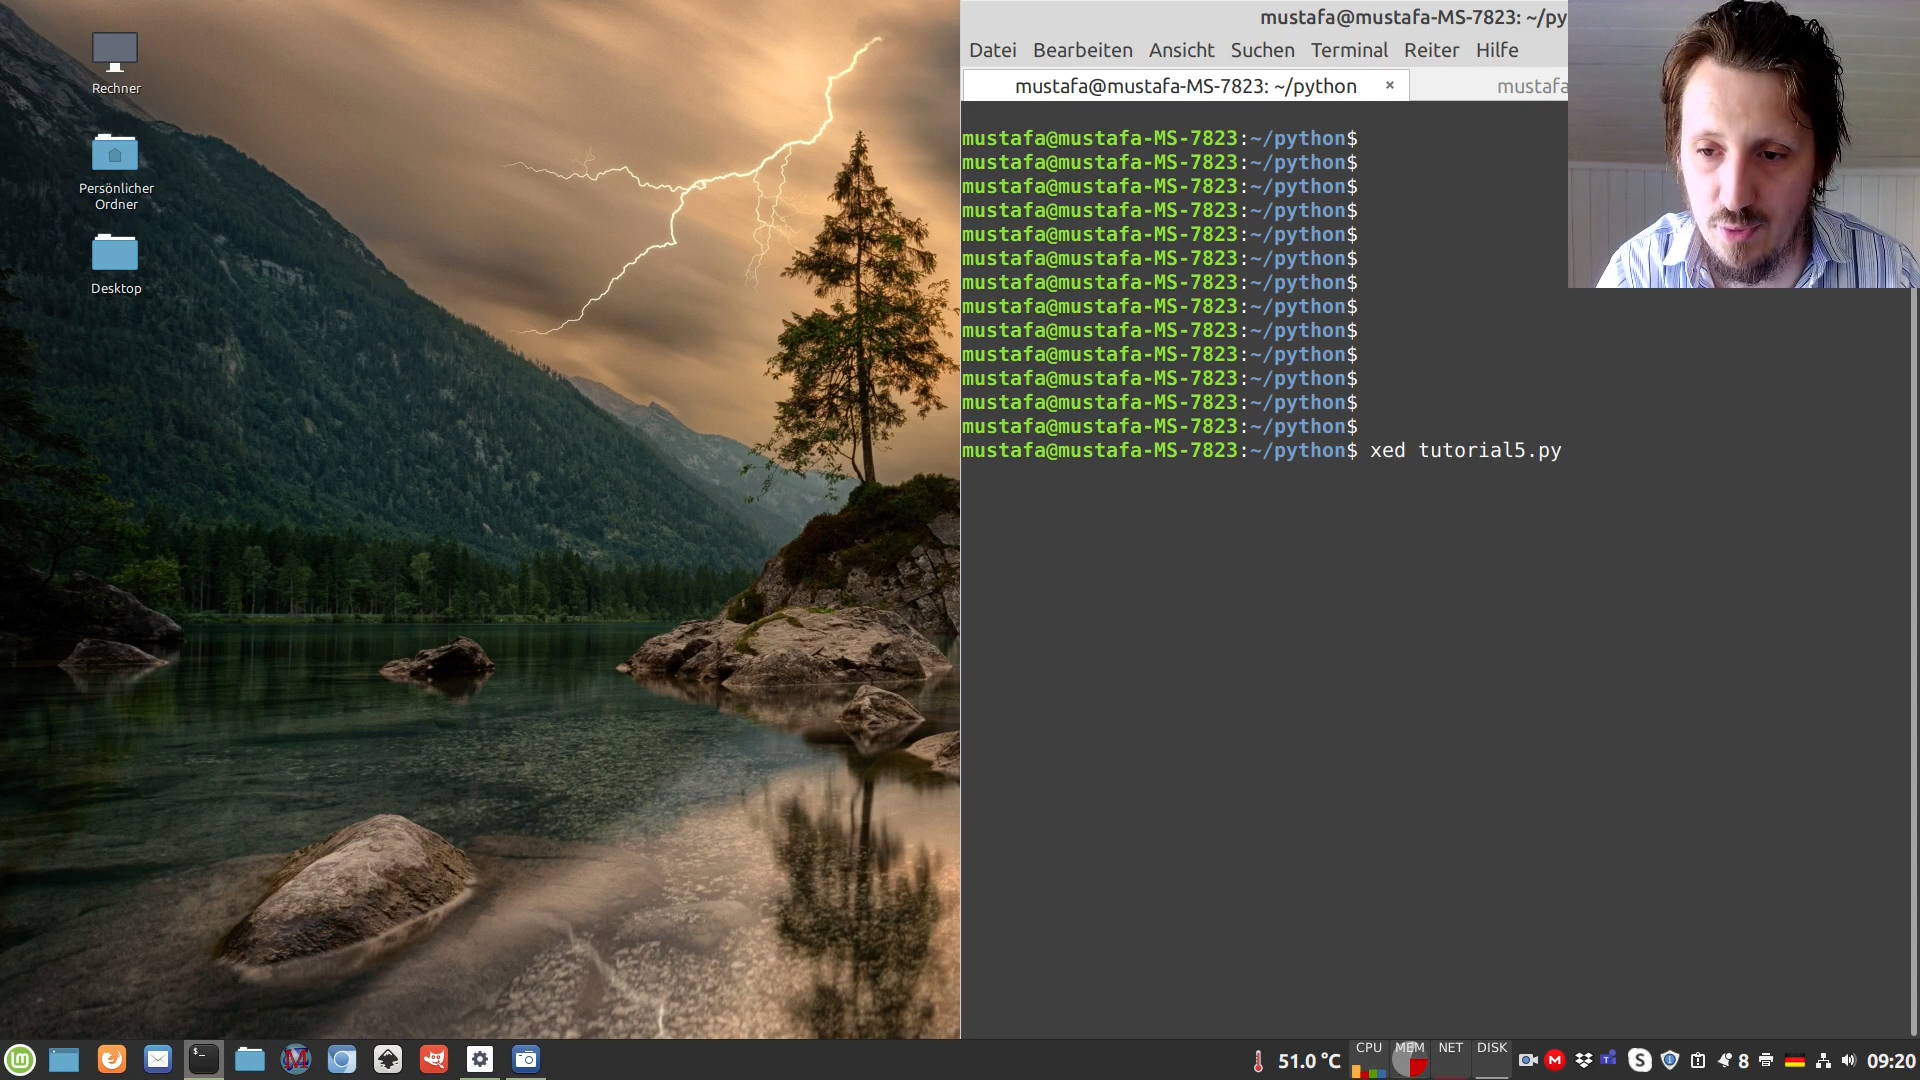 Rechner
Persönlicher
Ordner
Desktop
mustafa@mustafa-MS-7823: ~/py
Datei Bearbeiten Ansicht Suchen Terminal Reiter Hilfe
mustafa@mustafa-MS-7823: ~/python × mustafa
mustafa@mustafa-MS-7823:~/python$
mustafa@mustafa-MS-7823:~/python$
mustafa@mustafa-MS-7823:~/python$
mustafa@mustafa-MS-7823:~/python$
mustafa@mustafa-MS-7823:~/python$
mustafa@mustafa-MS-7823:~/python$
mustafa@mustafa-MS-7823:~/python$
mustafa@mustafa-MS-7823:~/python$
mustafa@mustafa-MS-7823:~/python$
mustafa@mustafa-MS-7823:~/python$
mustafa@mustafa-MS-7823:~/python$
mustafa@mustafa-MS-7823:~/python$
mustafa@mustafa-MS-7823:~/python$
mustafa@mustafa-MS-7823:~/python$ xed tutorial5.py
51.0 °C CPU MEM NET DISK 8 09:20